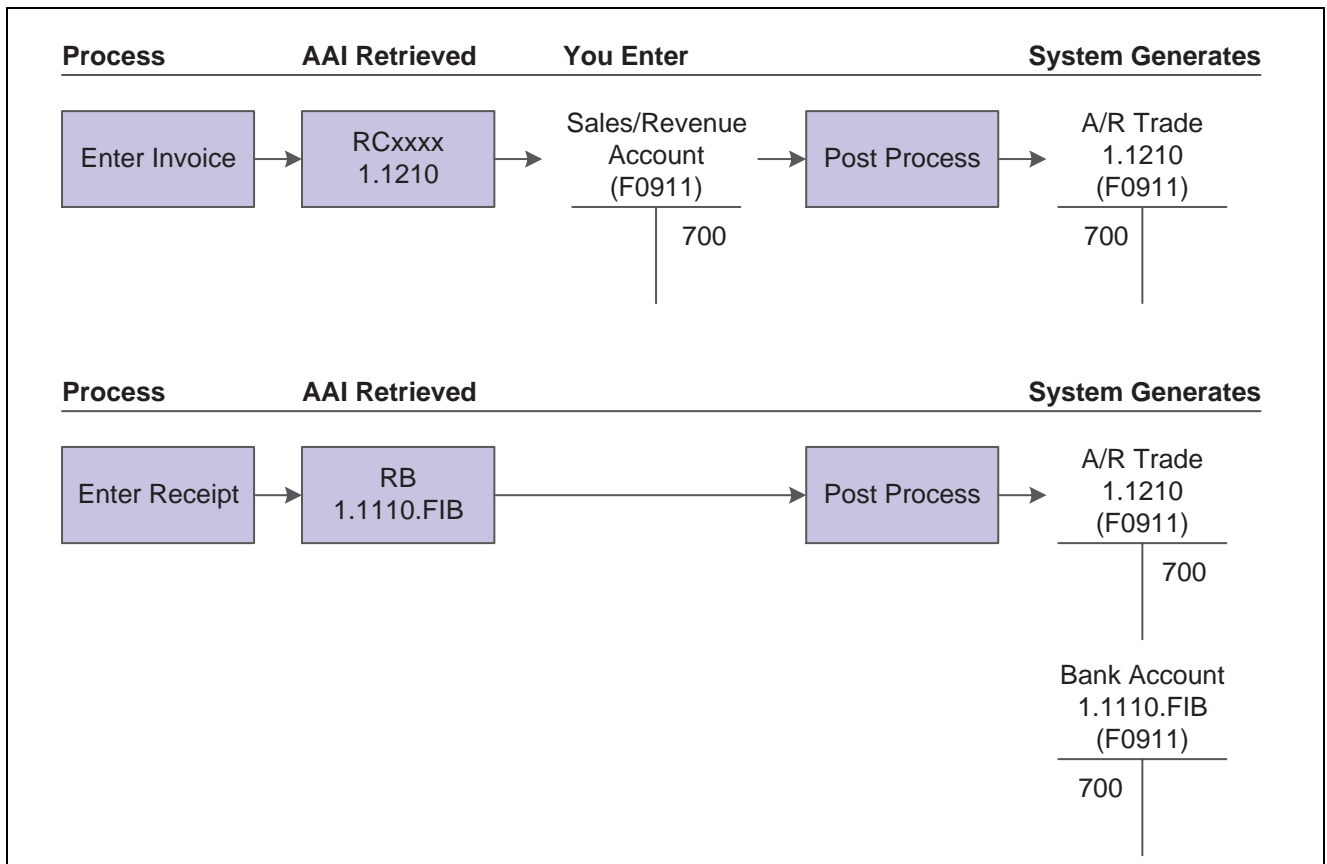 Process AAI Retrieved You Enter System Generates
Enter Invoice
RCxxxx
1.1210
Sales/Revenue
Account
(F0911)
700
Post Process
A/R Trade
1.1210
(F0911)
700
Process AAI Retrieved System Generates
Enter Receipt
RB
1.1110.FIB
Post Process
A/R Trade
1.1210
(F0911)
700
Bank Account
1.1110.FIB
(F0911)
700